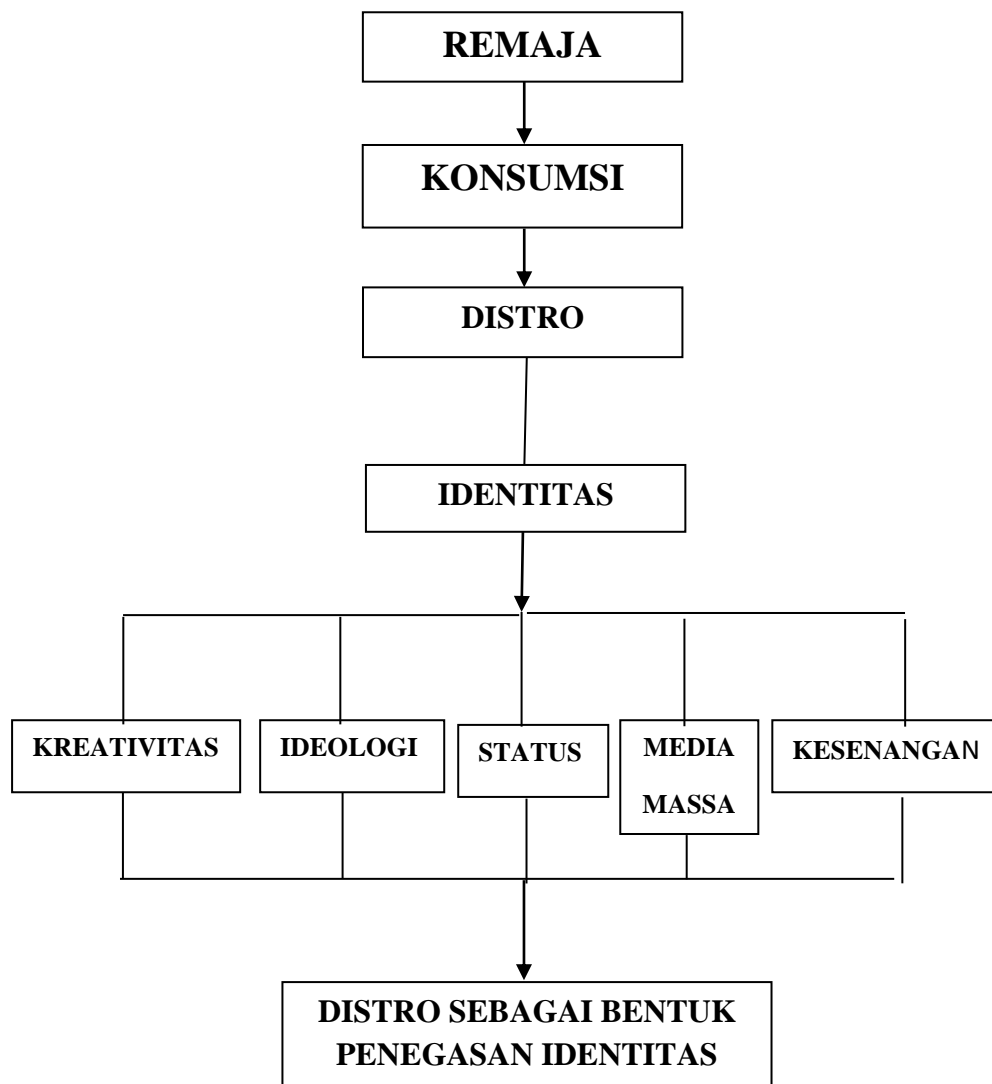 REMAJA
KONSUMSI
DISTRO
IDENTITAS
KREATIVITAS
IDEOLOGI
STATUS
MEDIA
MASSA
KESENANGAN
DISTRO SEBAGAI BENTUK
PENEGASAN IDENTITAS